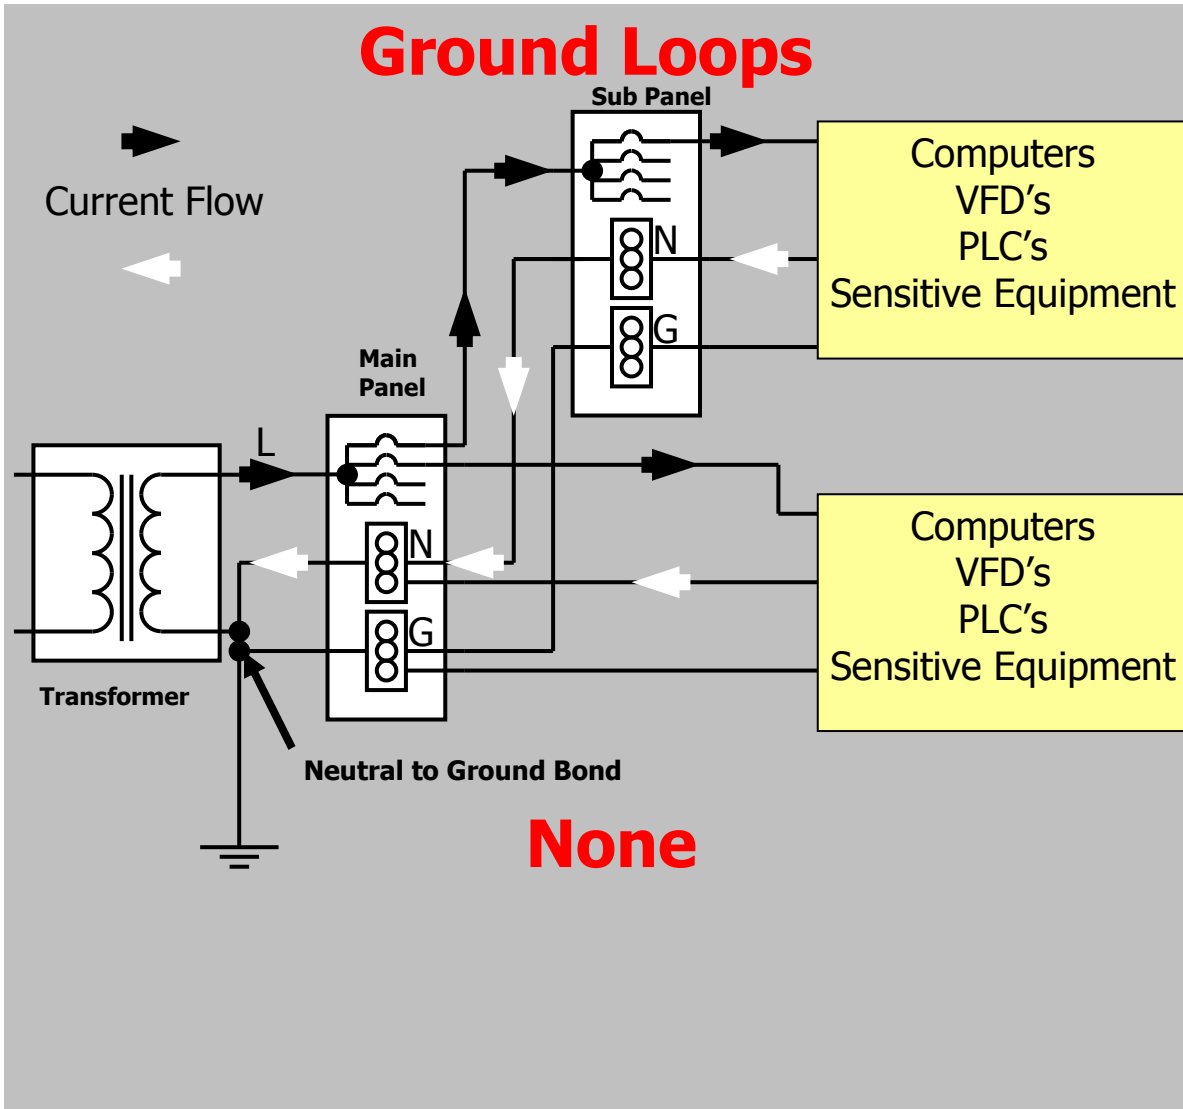 Ground Loops
Sub Panel
Computers
VFD's
PLC's
Sensitive Equipment
Current Flow
N
G
Main
Panel
L
N
G
Computers
VFD's
PLC's
Sensitive Equipment
Transformer
Neutral to Ground Bond
None